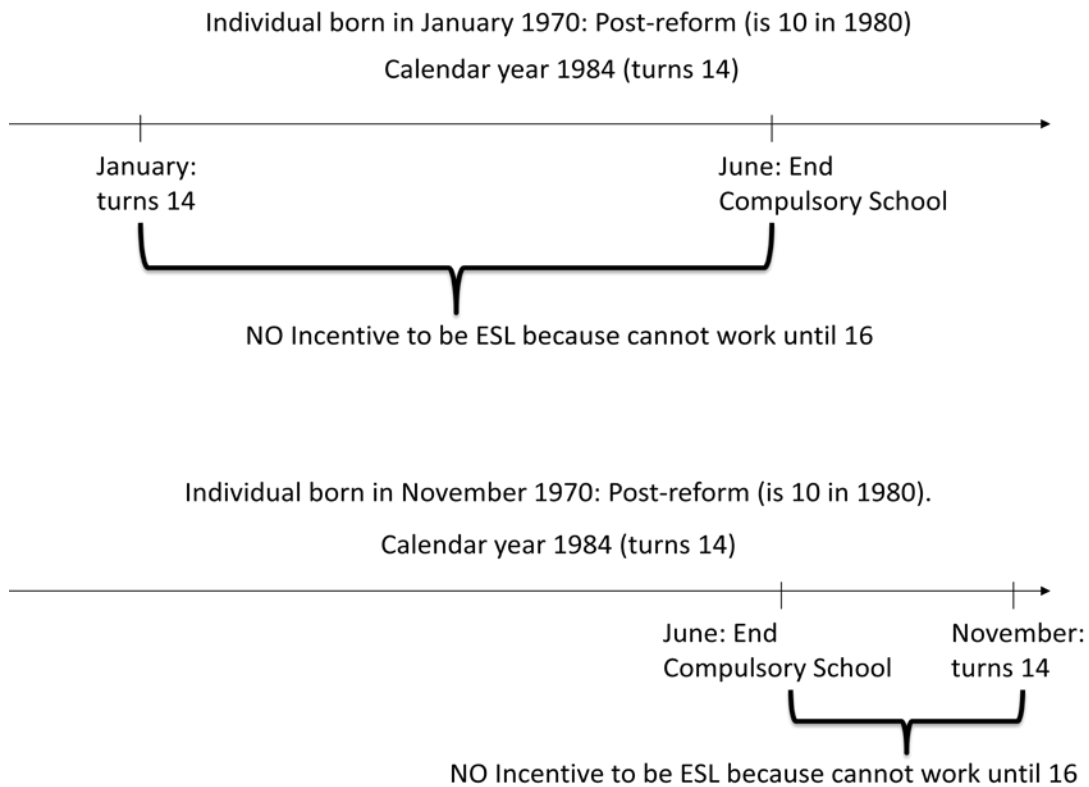 Individual born in January 1970: Post-reform (is 10 in 1980)
Calendar year 1984 (turns 14)
January:
turns 14
June: End
Compulsory School
NO Incentive to be ESL because cannot work until 16
Individual born in November 1970: Post-reform (is 10 in 1980).
Calendar year 1984 (turns 14)
June: End
Compulsory School
November:
turns 14
NO Incentive to be ESL because cannot work until 16